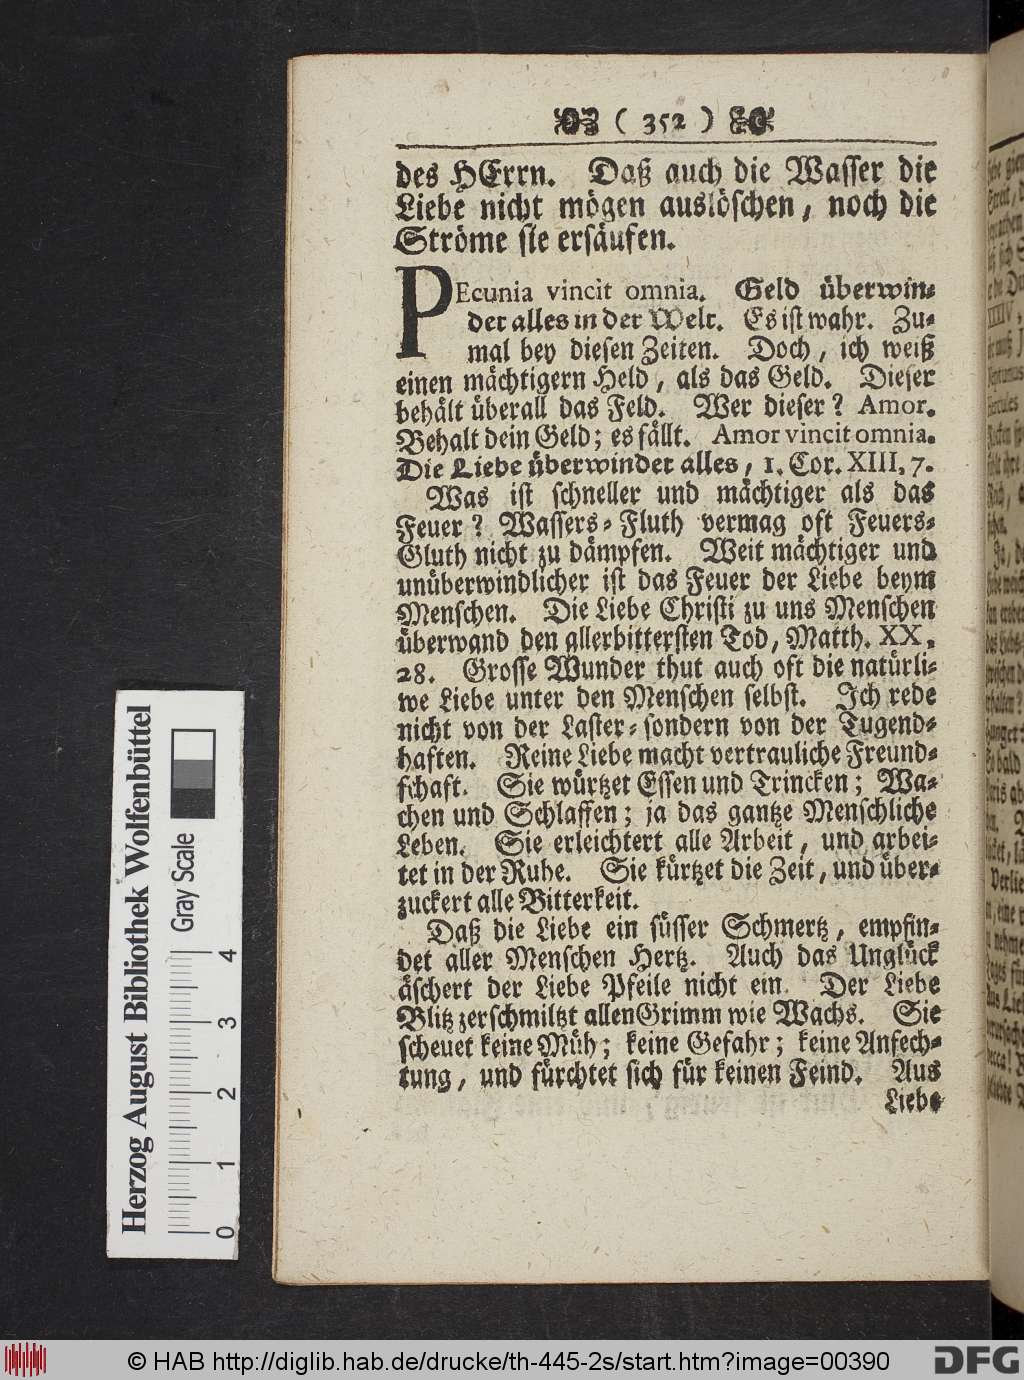 ( 352 )
des HErrn. Daß auch die Wasser die
Liebe nicht mögen auslöschen, noch die
Ströme sie ersäufen.
PEcunia vincit omnia. Geld überwin-
det alles in der Welt. Es ist wahr. Zu-
mal bey diesen Zeiten. Doch, ich weiß
einen mächtigern Held, als das Geld. Dieser
behält überall das Feld. Wer dieser? Amor.
Behalt dein Geld; es fällt. Amor vincit omnia.
Die Liebe überwindet alles, 1. Cor. XIII, 7.
Was ist schneller und mächtiger als das
Feuer? Wassers-Fluth vermag oft Feuers-
Gluth nicht zu dämpfen. Weit mächtiger und
unüberwindlicher ist das Feuer der Liebe beym
Menschen. Die Liebe Christi zu uns Menschen
überwand den allerbittersten Tod, Matth. XX,
28. Grosse Wunder thut auch oft die natürli-
we Liebe unter den Menschen selbst. Ich rede
nicht von der Laster- sondern von der Tugend-
haften. Reine Liebe macht vertrauliche Freund-
schaft. Sie würtzet Essen und Trincken; Wa-
chen und Schlaffen; ja das gantze Menschliche
Leben. Sie erleichtert alle Arbeit, und arbei-
tet in der Ruhe. Sie kürtzet die Zeit, und über-
zuckert alle Bitterkeit.
Daß die Liebe ein süsser Schmertz, empfin-
det aller Menschen Hertz. Auch das Unglück
äschert der Liebe Pfeile nicht ein. Der Liebe
Blitz zerschmiltzt allen Grimm wie Wachs. Sie
scheuet keine Müh; keine Gefahr; keine Anfech-
tung, und fürchtet sich für keinen Feind. Aus
Liebe
Herzog August Bibliothek Wolfenbüttel
Gray Scale
0 1 2 3 4
© HAB http://diglib.hab.de/drucke/th-445-2s/start.htm?image=00390
DFG